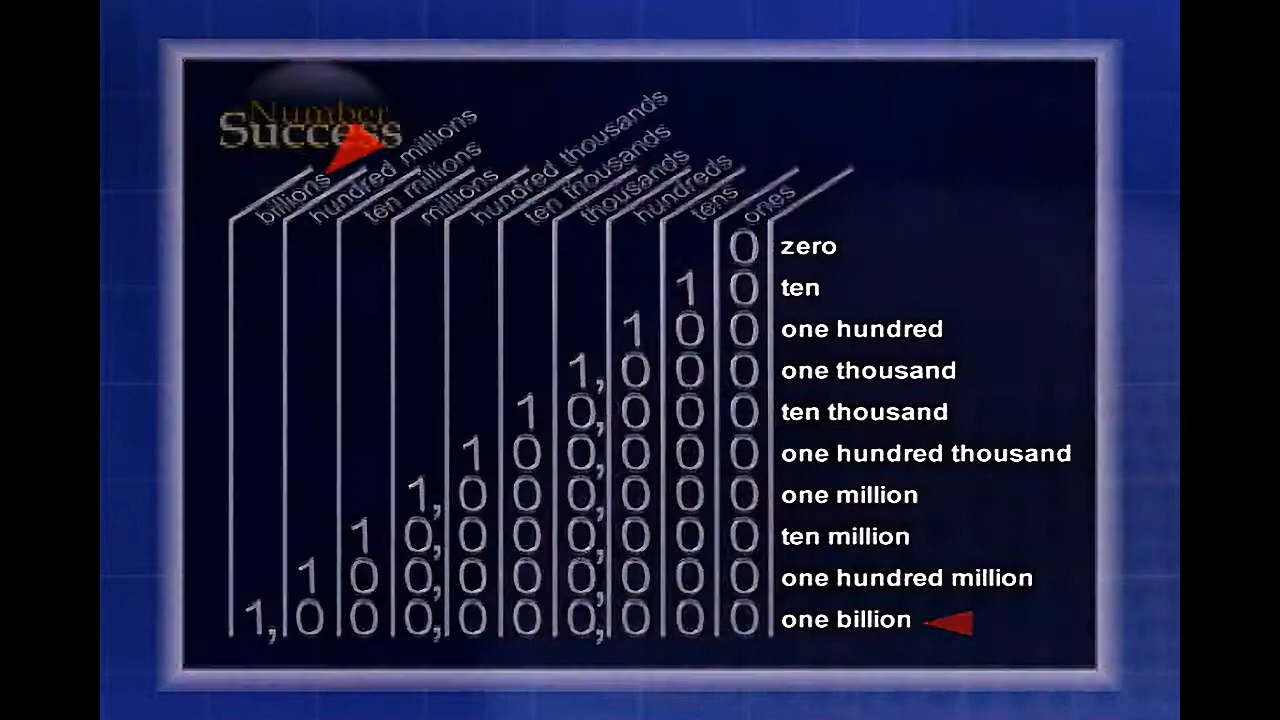 Number
Success
billions
hundred millions
ten millions
millions
hundred thousands
ten thousands
thousands
hundreds
tens
ones
0 zero
10 ten
100 one hundred
1,000 one thousand
10,000 ten thousand
100,000 one hundred thousand
1,000,000 one million
10,000,000 ten million
100,000,000 one hundred million
1,000,000,000 one billion